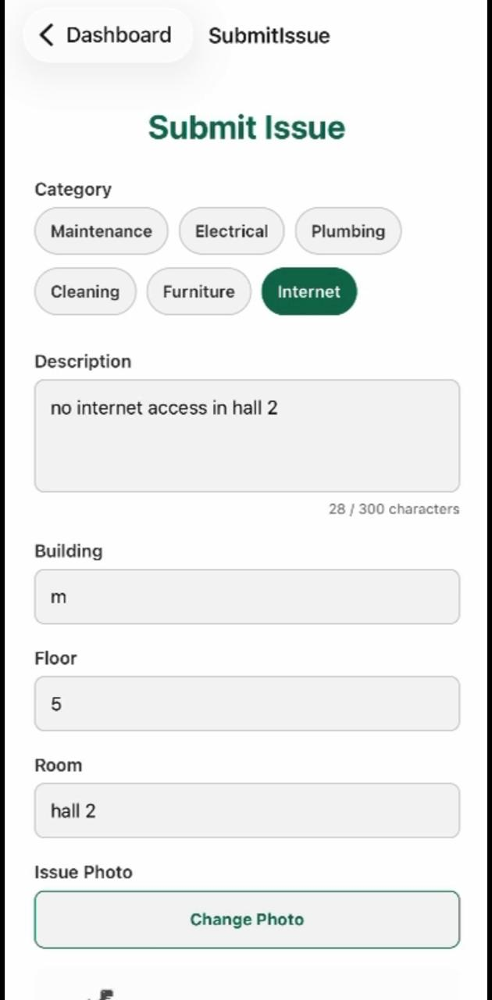 Dashboard SubmitIssue
Submit Issue
Category
Maintenance Electrical Plumbing
Cleaning Furniture Internet
Description
no internet access in hall 2
28 / 300 characters
Building
m
Floor
5
Room
hall 2
Issue Photo
Change Photo